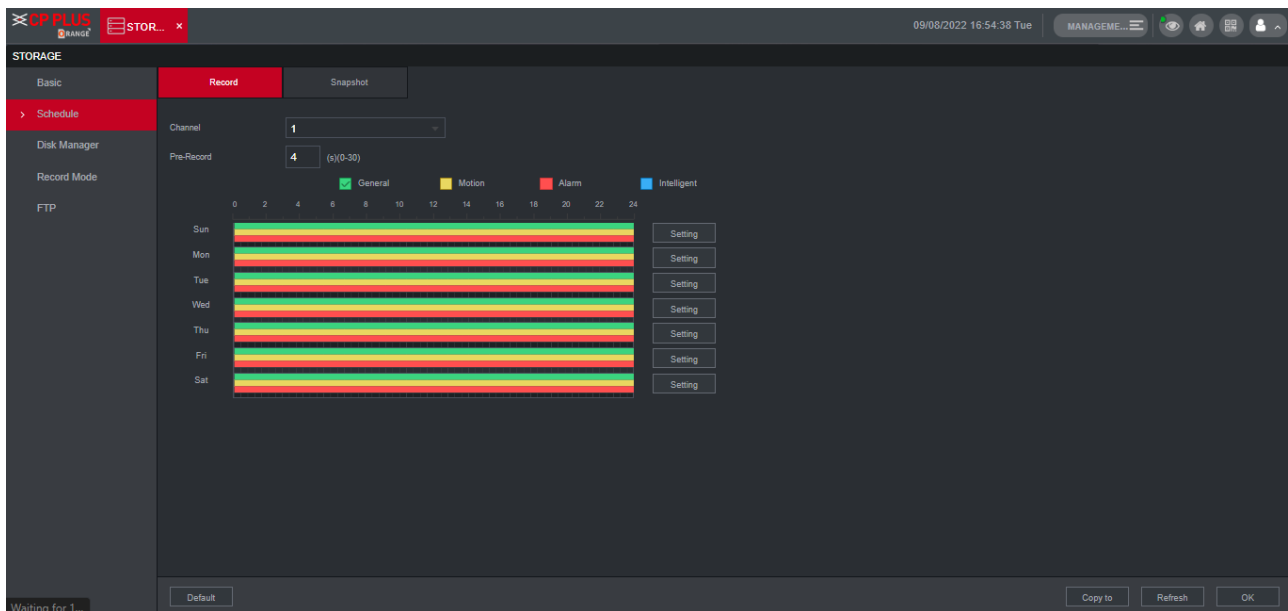 CP PLUS
ORANGE
STOR... ×
09/08/2022 16:54:38 Tue
MANAGEME...
STORAGE
Basic
Schedule
Disk Manager
Record Mode
FTP
Record
Snapshot
Channel
1
Pre-Record
4
(s)(0-30)
General
Motion
Alarm
Intelligent
0 2 4 6 8 10 12 14 16 18 20 22 24
Sun
Setting
Mon
Setting
Tue
Setting
Wed
Setting
Thu
Setting
Fri
Setting
Sat
Setting
Default
Copy to
Refresh
OK
Waiting for 1...